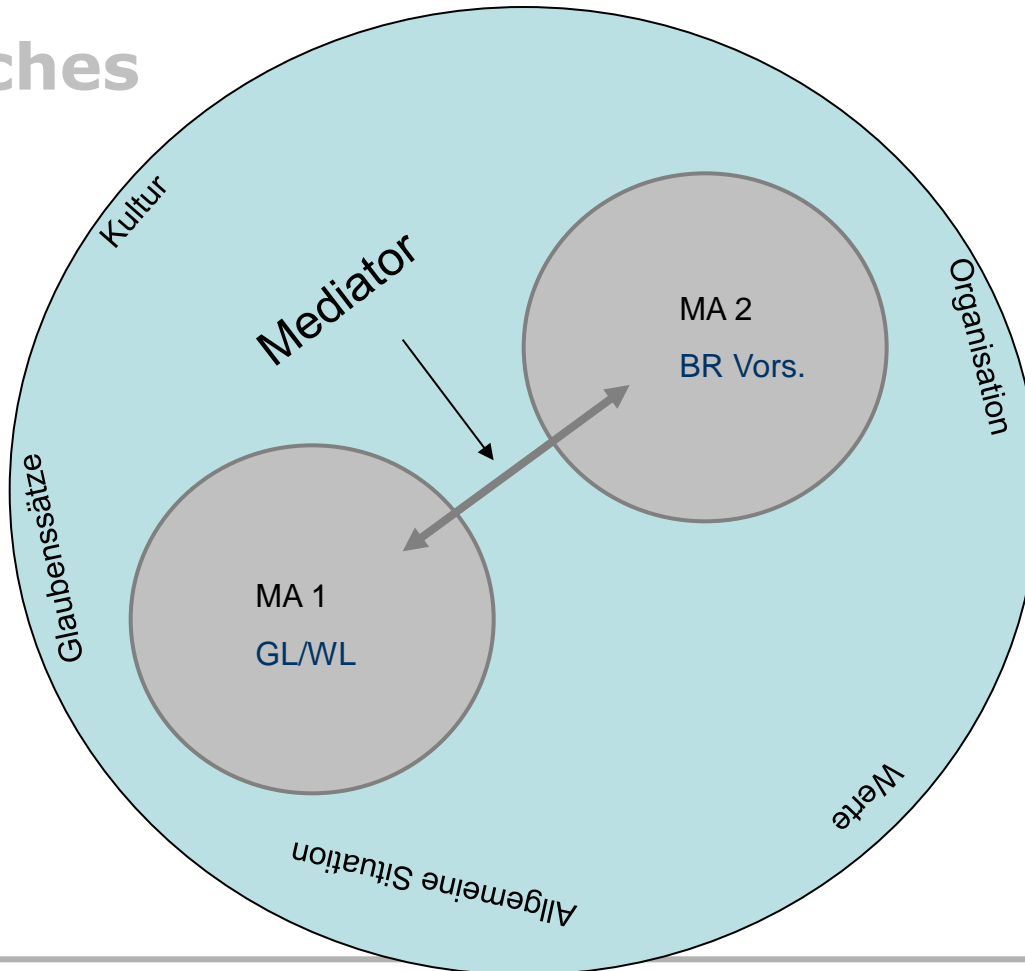 ches
Kultur
Mediator
MA 2
BR Vors.
Organisation
Glaubenssätze
MA 1
GL/WL
Werte
Allgemeine Situation